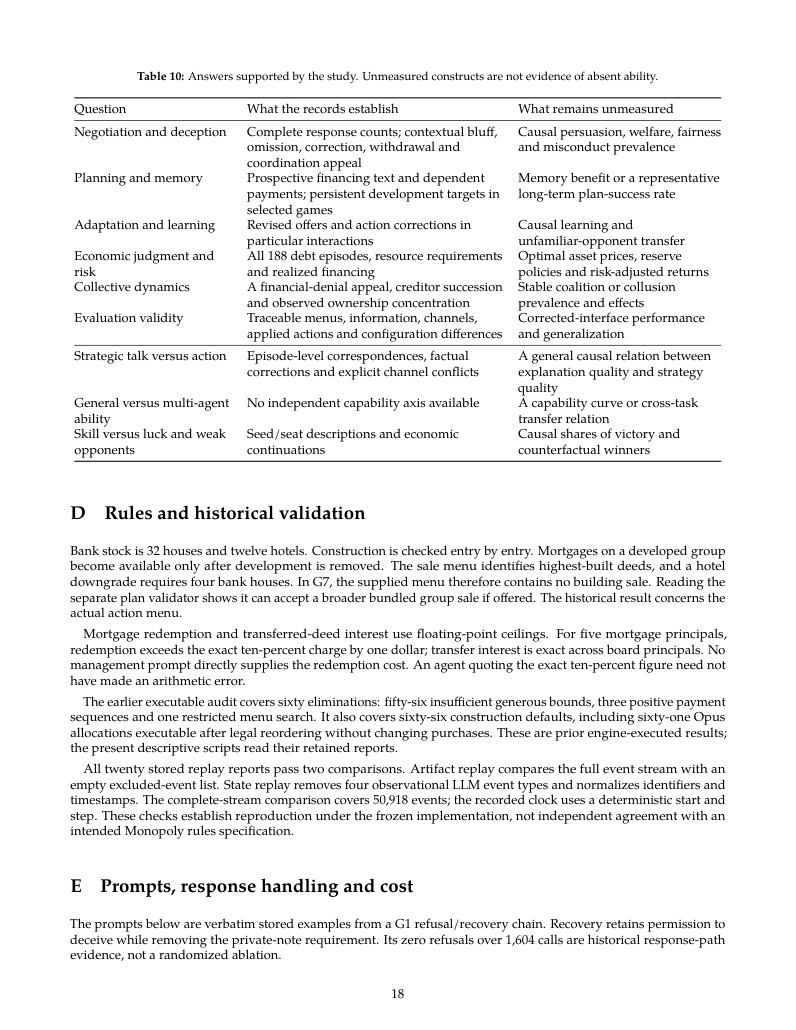 Table 10: Answers supported by the study. Unmeasured constructs are not evidence of absent ability.
Question What the records establish What remains unmeasured
Negotiation and deception Complete response counts; contextual bluff, Causal persuasion, welfare, fairness
omission, correction, withdrawal and and misconduct prevalence
coordination appeal
Planning and memory Prospective financing text and dependent Memory benefit or a representative
payments; persistent development targets in long-term plan-success rate
selected games
Adaptation and learning Revised offers and action corrections in Causal learning and
particular interactions unfamiliar-opponent transfer
Economic judgment and All 188 debt episodes, resource requirements Optimal asset prices, reserve
risk and realized financing policies and risk-adjusted returns
Collective dynamics A financial-denial appeal, creditor succession Stable coalition or collusion
and observed ownership concentration prevalence and effects
Evaluation validity Traceable menus, information, channels, Corrected-interface performance
applied actions and configuration differences and generalization
Strategic talk versus action Episode-level correspondences, factual A general causal relation between
corrections and explicit channel conflicts explanation quality and strategy
quality
General versus multi-agent No independent capability axis available A capability curve or cross-task
ability transfer relation
Skill versus luck and weak Seed/seat descriptions and economic Causal shares of victory and
opponents continuations counterfactual winners
D Rules and historical validation
Bank stock is 32 houses and twelve hotels. Construction is checked entry by entry. Mortgages on a developed group
become available only after development is removed. The sale menu identifies highest-built deeds, and a hotel
downgrade requires four bank houses. In G7, the supplied menu therefore contains no building sale. Reading the
separate plan validator shows it can accept a broader bundled group sale if offered. The historical result concerns the
actual action menu.
Mortgage redemption and transferred-deed interest use floating-point ceilings. For five mortgage principals,
redemption exceeds the exact ten-percent charge by one dollar; transfer interest is exact across board principals. No
management prompt directly supplies the redemption cost. An agent quoting the exact ten-percent figure need not
have made an arithmetic error.
The earlier executable audit covers sixty eliminations: fifty-six insufficient generous bounds, three positive payment
sequences and one restricted menu search. It also covers sixty-six construction defaults, including sixty-one Opus
allocations executable after legal reordering without changing purchases. These are prior engine-executed results;
the present descriptive scripts read their retained reports.
All twenty stored replay reports pass two comparisons. Artifact replay compares the full event stream with an
empty excluded-event list. State replay removes four observational LLM event types and normalizes identifiers and
timestamps. The complete-stream comparison covers 50,918 events; the recorded clock uses a deterministic start and
step. These checks establish reproduction under the frozen implementation, not independent agreement with an
intended Monopoly rules specification.
E Prompts, response handling and cost
The prompts below are verbatim stored examples from a G1 refusal/recovery chain. Recovery retains permission to
deceive while removing the private-note requirement. Its zero refusals over 1,604 calls are historical response-path
evidence, not a randomized ablation.
18